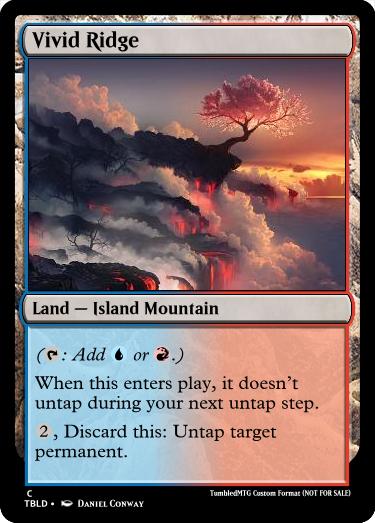 Vivid Ridge
Land — Island Mountain
( : Add or .)
When this enters play, it doesn't
untap during your next untap step.
2 , Discard this: Untap target
permanent.
C
TBLD • Daniel Conway
TumbledMTG Custom Format (NOT FOR SALE)